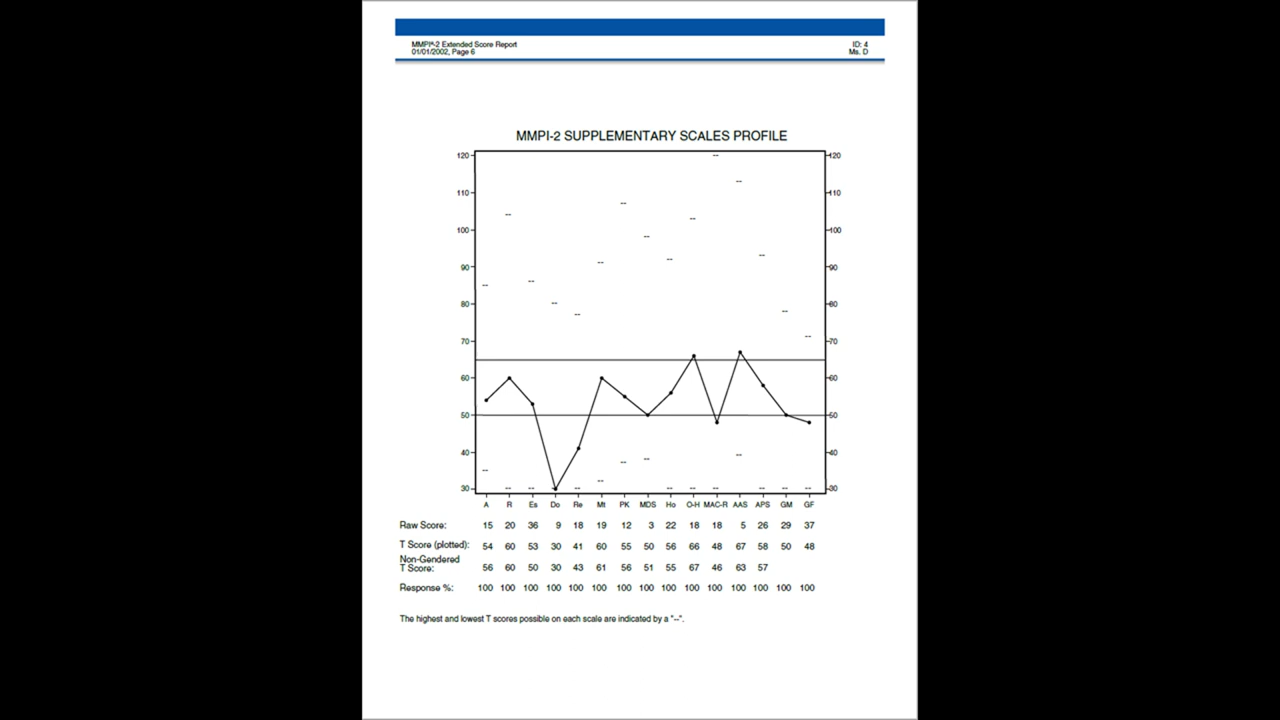 MMPI®-2 Extended Score Report ID: 4
01/01/2002, Page 6 Ms. D
MMPI-2 SUPPLEMENTARY SCALES PROFILE
120 120
110 110
100 100
90 90
80 80
70 70
60 60
50 50
40 40
30 30
A R Es Do Re Mt PK MDS Ho O-H MAC-R AAS APS GM GF
Raw Score: 15 20 36 9 18 19 12 3 22 18 18 5 26 29 37
T Score (plotted): 54 60 53 30 41 60 55 50 56 66 48 67 58 50 48
Non-Gendered
T Score: 56 60 50 30 43 61 56 51 55 67 46 63 57
Response %: 100 100 100 100 100 100 100 100 100 100 100 100 100 100 100
The highest and lowest T scores possible on each scale are indicated by a "--".